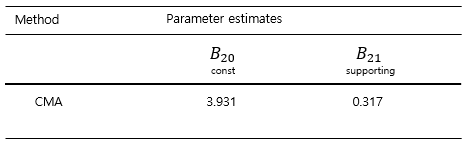 Method Parameter estimates
B20 B21
const supporting
CMA 3.931 0.317